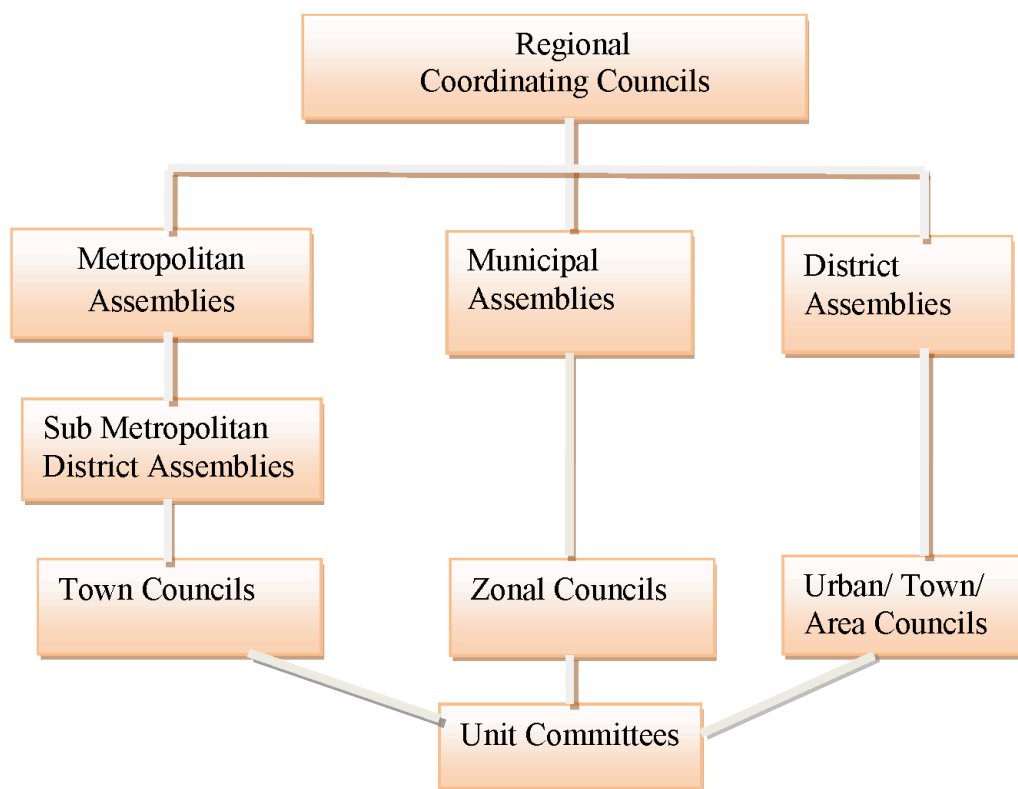 Regional
Coordinating Councils
Metropolitan
Assemblies
Municipal
Assemblies
District
Assemblies
Sub Metropolitan
District Assemblies
Town Councils
Zonal Councils
Urban/ Town/
Area Councils
Unit Committees